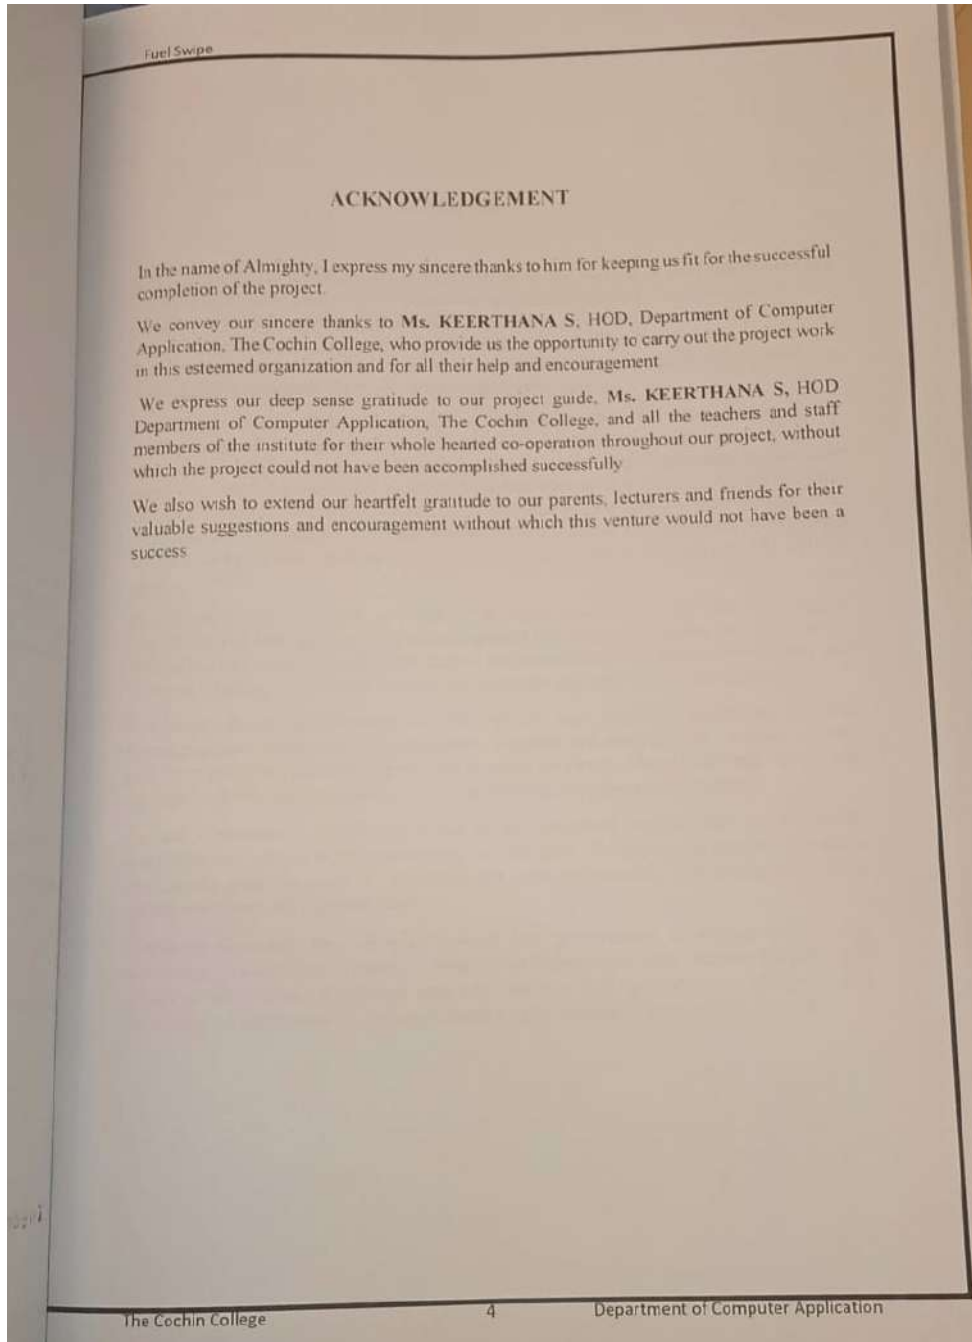 Fuel Swipe
ACKNOWLEDGEMENT
In the name of Almighty, I express my sincere thanks to him for keeping us fit for the successful
completion of the project.
We convey our sincere thanks to Ms. KEERTHANA S, HOD, Department of Computer
Application, The Cochin College, who provide us the opportunity to carry out the project work
in this esteemed organization and for all their help and encouragement
We express our deep sense gratitude to our project guide, Ms. KEERTHANA S, HOD
Department of Computer Application, The Cochin College, and all the teachers and staff
members of the institute for their whole hearted co-operation throughout our project, without
which the project could not have been accomplished successfully
We also wish to extend our heartfelt gratitude to our parents, lecturers and friends for their
valuable suggestions and encouragement without which this venture would not have been a
success
The Cochin College 4 Department of Computer Application